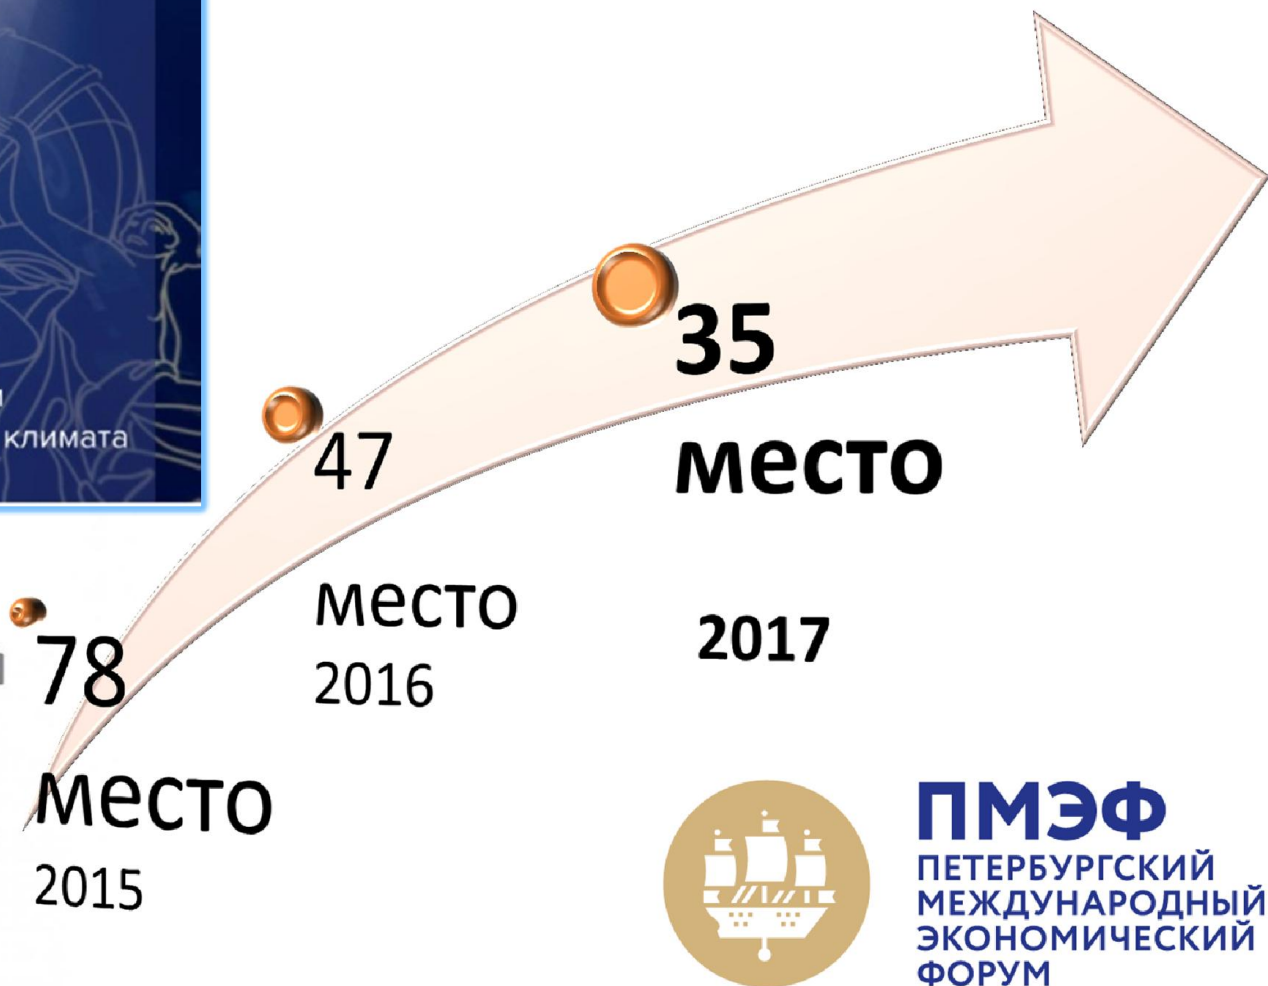 климата
35
место
2017
47
место
2016
78
место
2015
ПМЭФ
ПЕТЕРБУРГСКИЙ
МЕЖДУНАРОДНЫЙ
ЭКОНОМИЧЕСКИЙ
ФОРУМ